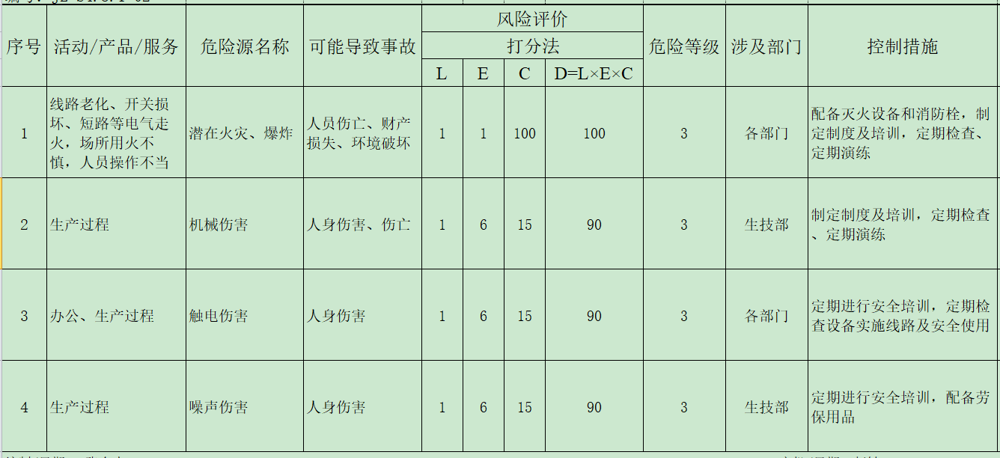 风险评价
序号 活动/产品/服务 危险源名称 可能导致事故 打分法 危险等级 涉及部门 控制措施
L E C D=L×E×C
1
线路老化、开关损
坏、短路等电气走
火，场所用火不
慎，人员操作不当
潜在火灾、爆炸
人员伤亡、财产
损失、环境破坏
1 1 100 100 3 各部门
配备灭火设备和消防栓，制
定制度及培训，定期检查、
定期演练
2 生产过程 机械伤害 人身伤害、伤亡 1 6 15 90 3 生技部
制定制度及培训，定期检查
、定期演练
3 办公、生产过程 触电伤害 人身伤害 1 6 15 90 3 各部门
定期进行安全培训，定期检
查设备实施线路及安全使用
4 生产过程 噪声伤害 人身伤害 1 6 15 90 3 生技部
定期进行安全培训，配备劳
保用品